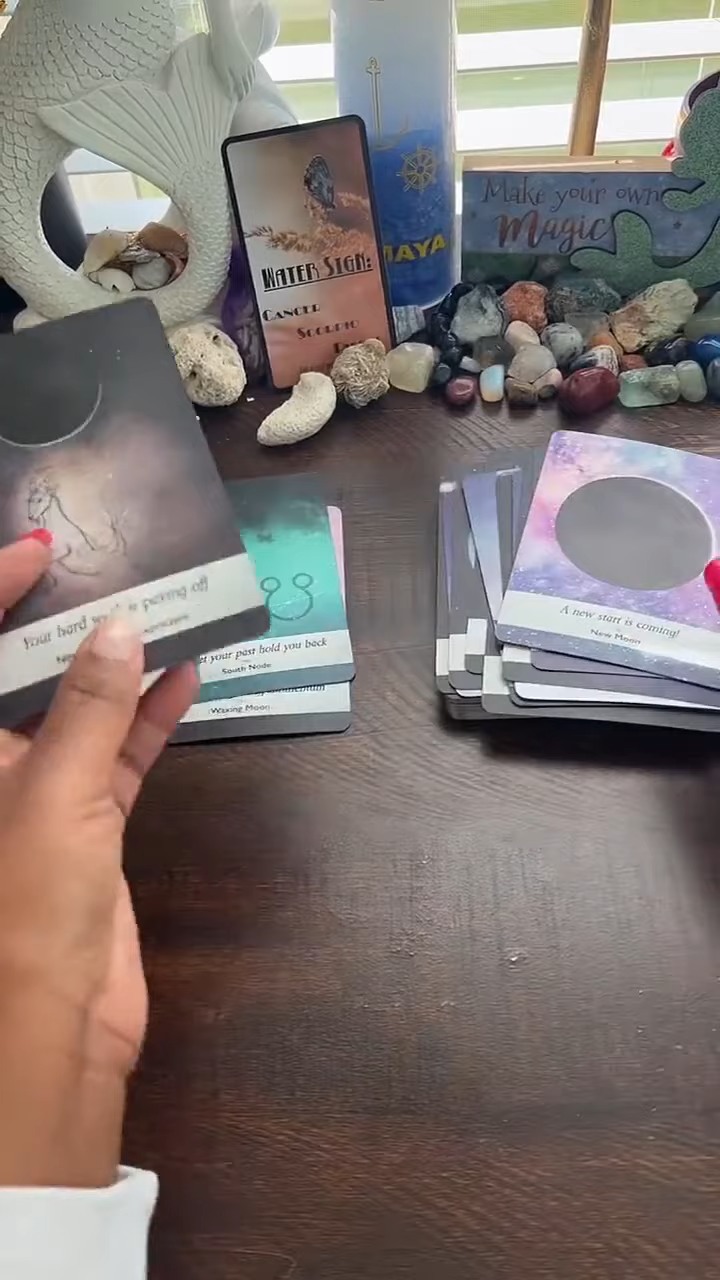 Make your own
Magic
MAYA
WATER SIGN:
CANCER
SCORPIO
A new start is coming!
New Moon
Your hard work is paying off
et your past hold you back
South Node
momentum
Waxing Moon